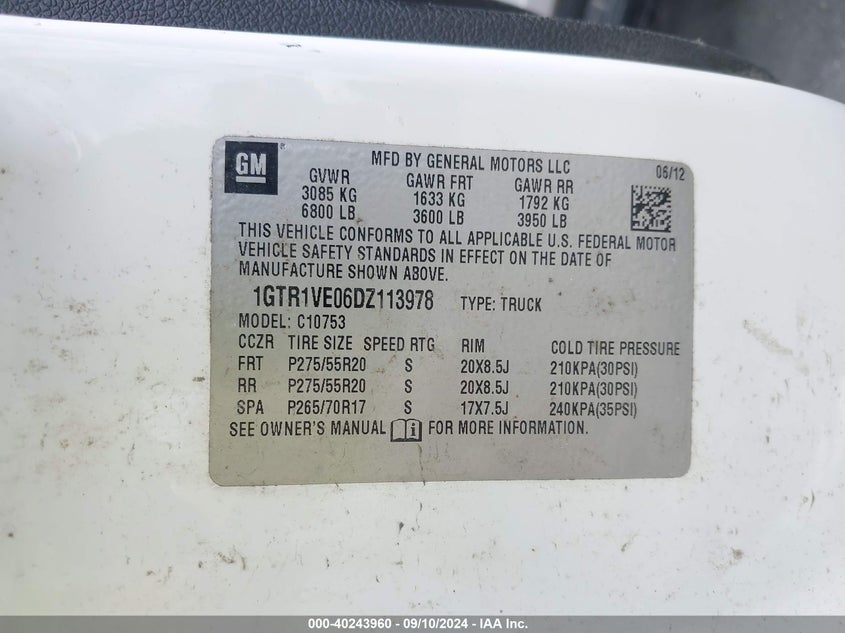 GM
MFD BY GENERAL MOTORS LLC
06/12
GVWR GAWR FRT GAWR RR
3085 KG 1633 KG 1792 KG
6800 LB 3600 LB 3950 LB
THIS VEHICLE CONFORMS TO ALL APPLICABLE U.S. FEDERAL MOTOR
VEHICLE SAFETY STANDARDS IN EFFECT ON THE DATE OF
MANUFACTURE SHOWN ABOVE.
1GTR1VE06DZ113978 TYPE: TRUCK
MODEL: C10753
CCZR TIRE SIZE SPEED RTG RIM COLD TIRE PRESSURE
FRT P275/55R20 S 20X8.5J 210KPA(30PSI)
RR P275/55R20 S 20X8.5J 210KPA(30PSI)
SPA P265/70R17 S 17X7.5J 240KPA(35PSI)
SEE OWNER'S MANUAL FOR MORE INFORMATION.
000-40243960 - 09/10/2024 - IAA Inc.